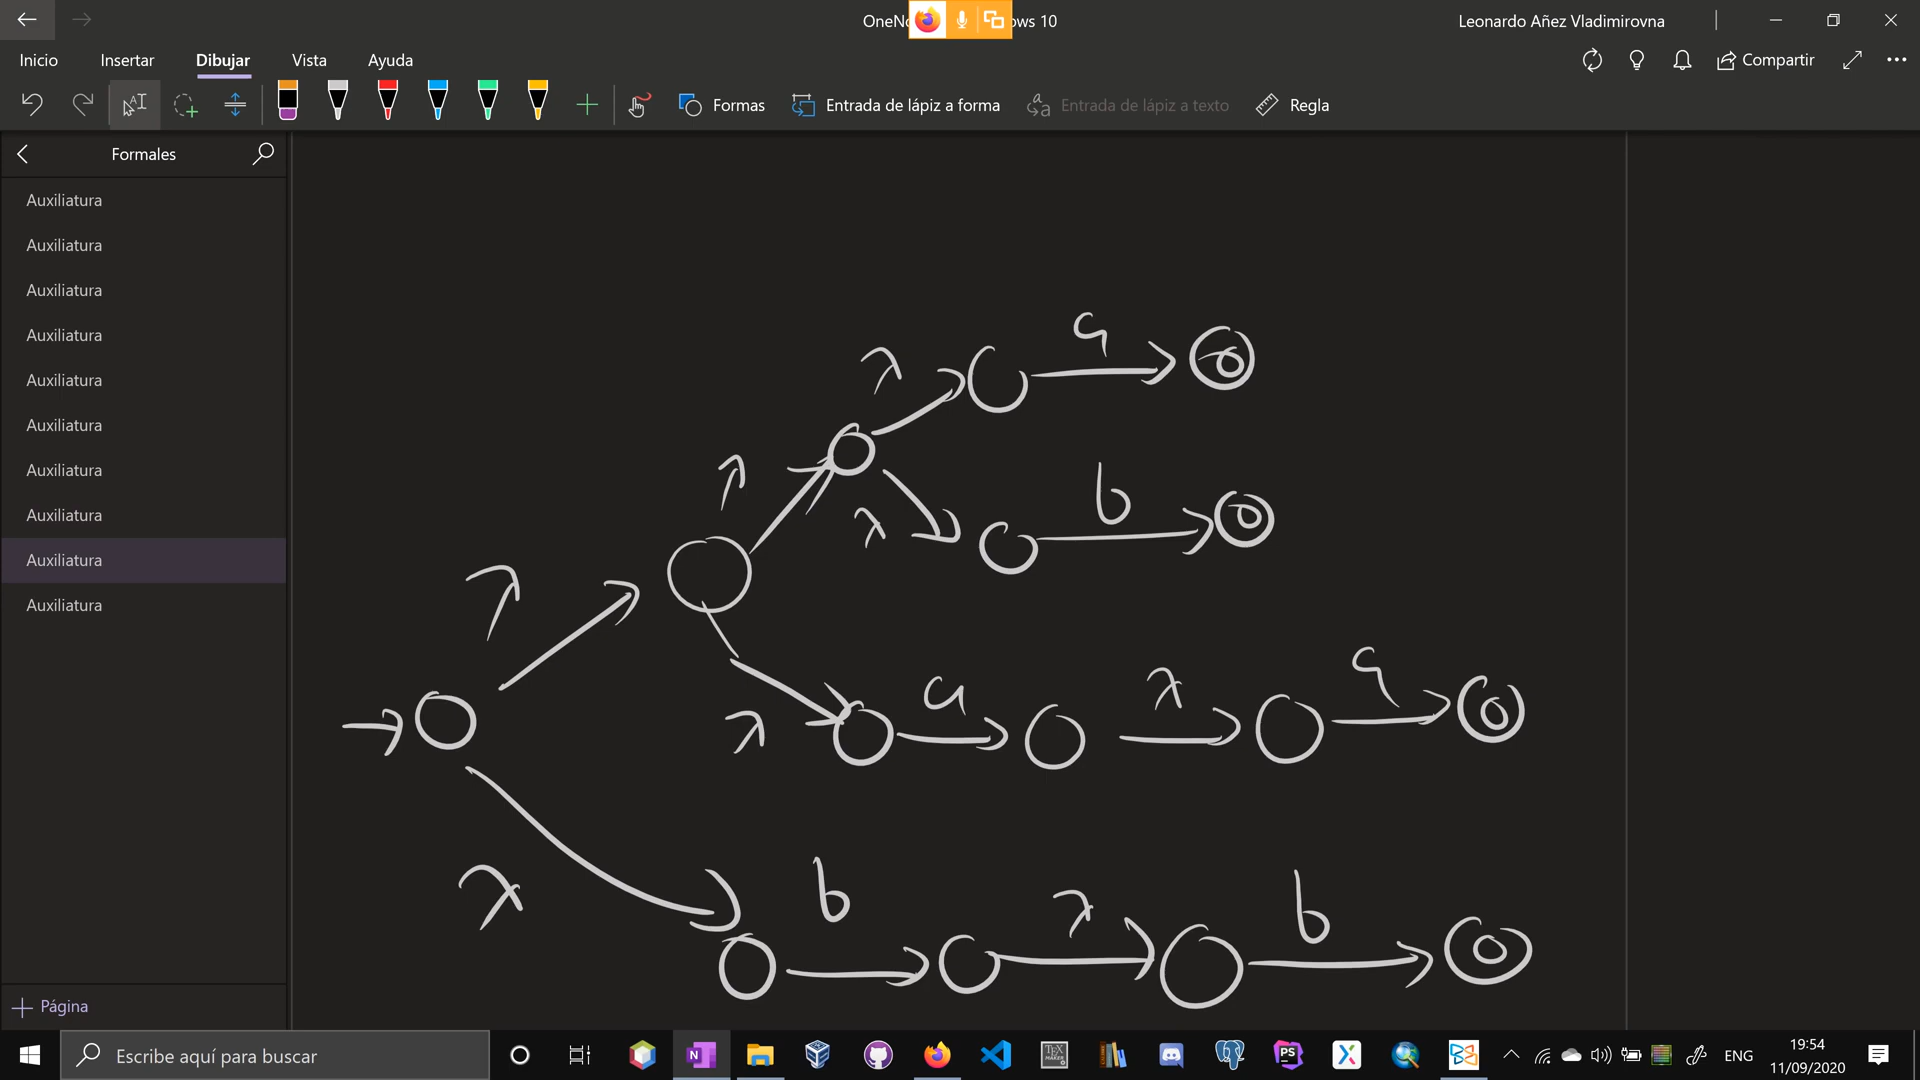 OneNo
ows 10
Leonardo Añez Vladimirovna
Inicio
Insertar
Dibujar
Vista
Ayuda
Compartir
Formas
Entrada de lápiz a forma
Entrada de lápiz a texto
Regla
Formales
Auxiliatura
Auxiliatura
Auxiliatura
Auxiliatura
Auxiliatura
Auxiliatura
Auxiliatura
Auxiliatura
Auxiliatura
Auxiliatura
Página
λ a
λ
λ b
λ
λ a λ a
λ b λ b
Escribe aquí para buscar
ENG
19:54
11/09/2020